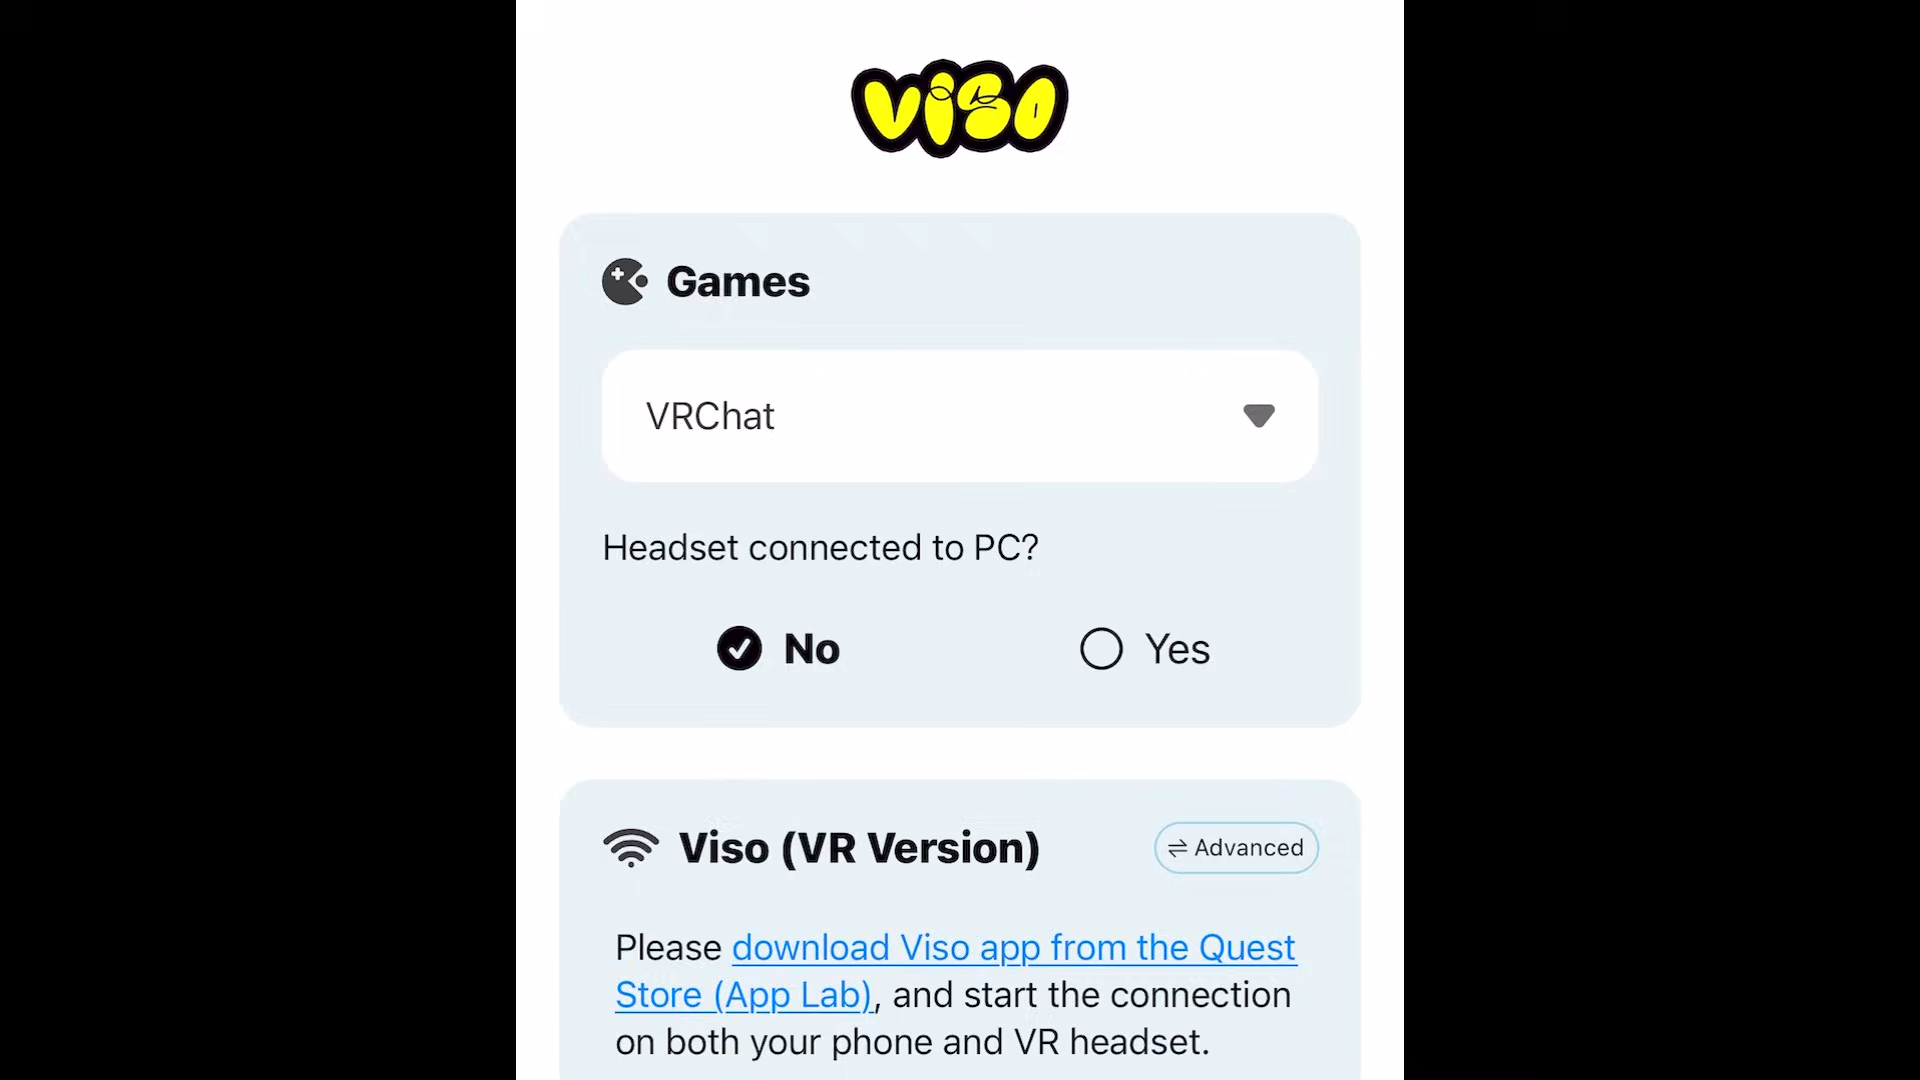 viso
Games
VRChat
Headset connected to PC?
No
Yes
Viso (VR Version)
Advanced
Please download Viso app from the Quest
Store (App Lab), and start the connection
on both your phone and VR headset.